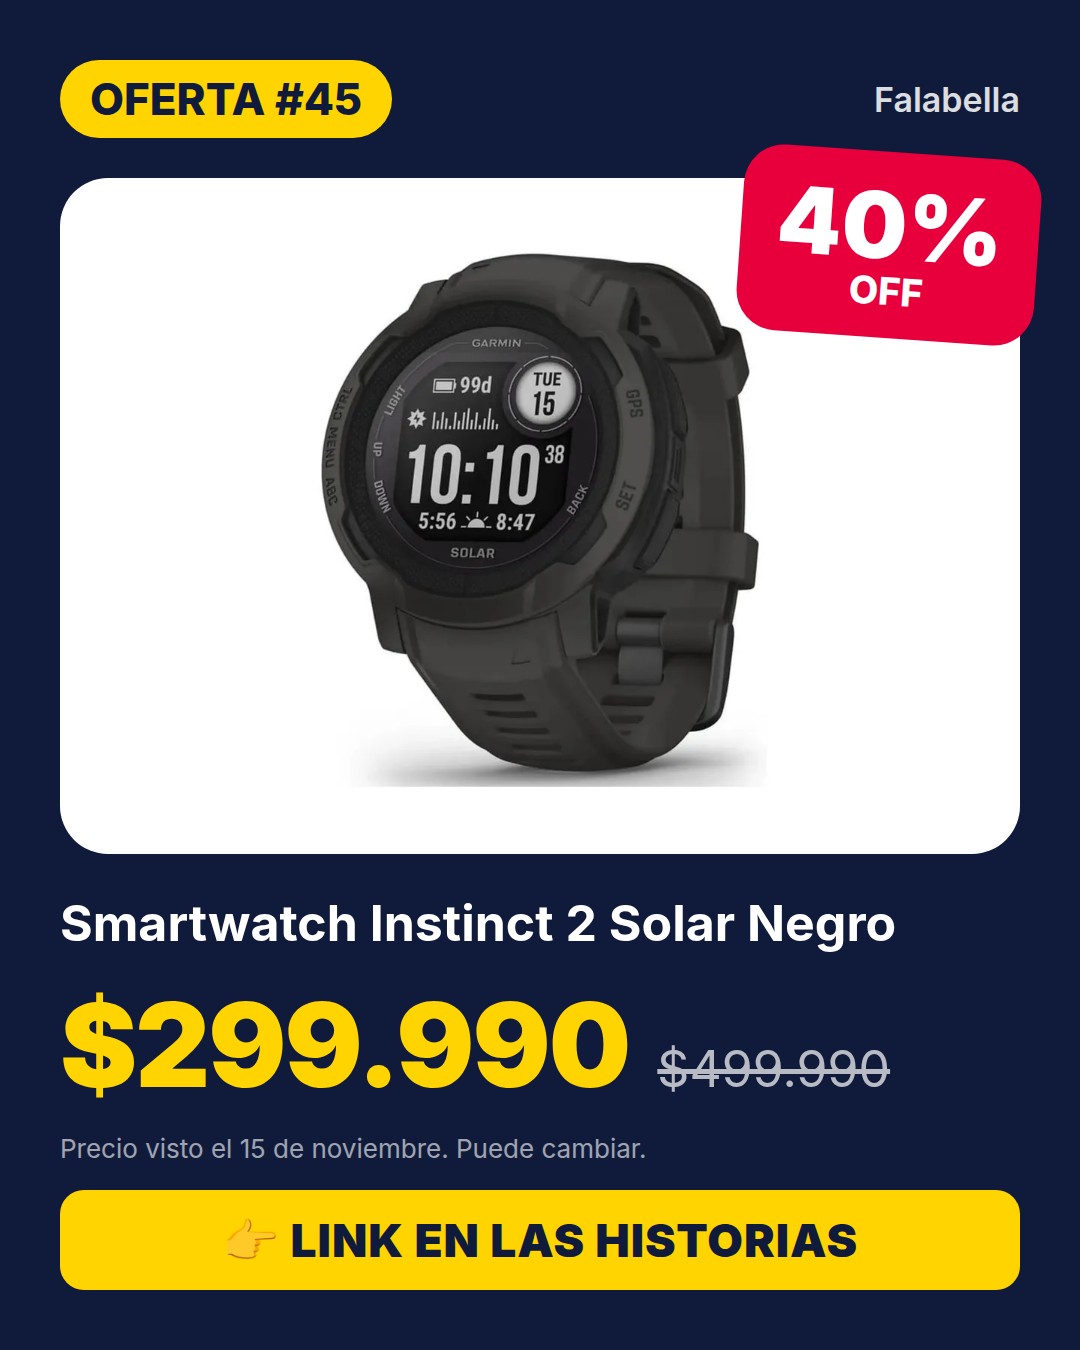 OFERTA #45
Falabella
40%
OFF
GARMIN
99d
TUE
15
LIGHT
CTRL
MENU
ABC
UP
DOWN
GPS
SET
BACK
10:10 38
5:56 8:47
SOLAR
Smartwatch Instinct 2 Solar Negro
$299.990 $499.990
Precio visto el 15 de noviembre. Puede cambiar.
👉 LINK EN LAS HISTORIAS